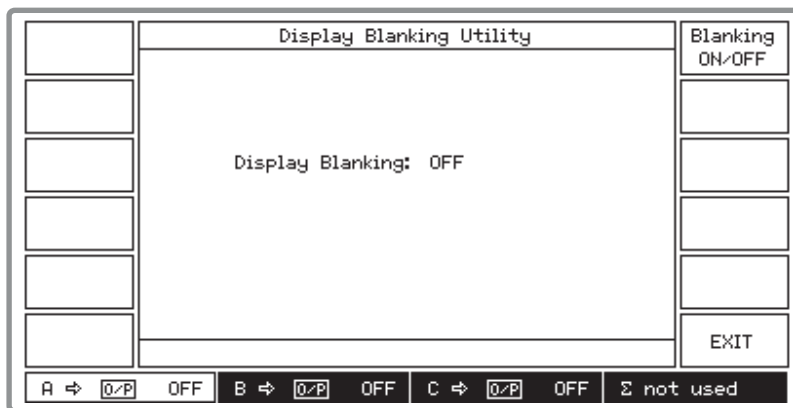 Display Blanking Utility
Blanking
ON/OFF
Display Blanking: OFF
EXIT
A ⇨ O/P OFF
B ⇨ O/P OFF
C ⇨ O/P OFF
Σ not used